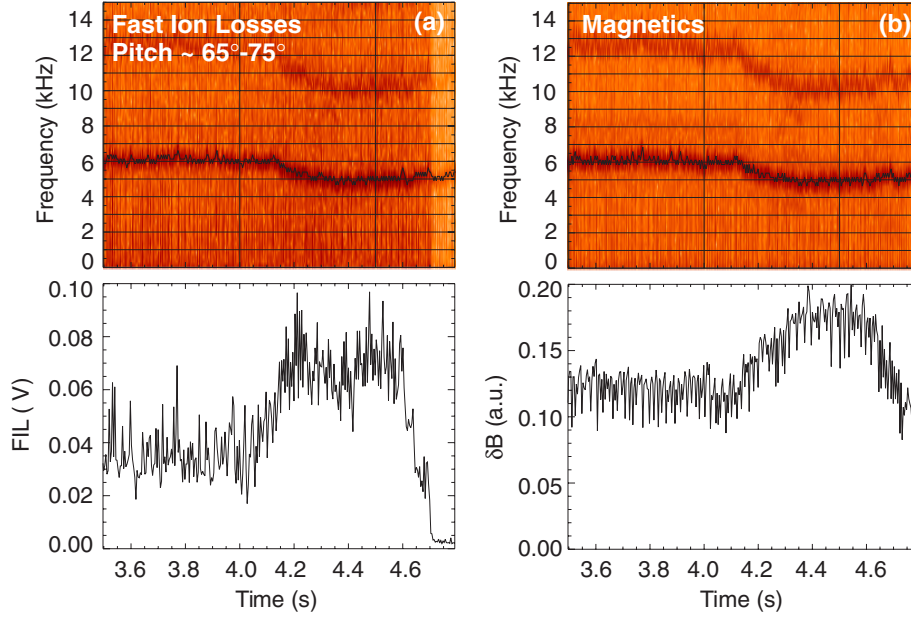 Fast Ion Losses (a)
Pitch ~ 65°-75°
Frequency (kHz)
14
12
10
8
6
4
2
0
Magnetics (b)
Frequency (kHz)
14
12
10
8
6
4
2
0
FIL ( V)
0.10
0.08
0.06
0.04
0.02
0.00
3.6 3.8 4.0 4.2 4.4 4.6
Time (s)
δB (a.u.)
0.20
0.15
0.10
0.05
0.00
3.6 3.8 4.0 4.2 4.4 4.6
Time (s)